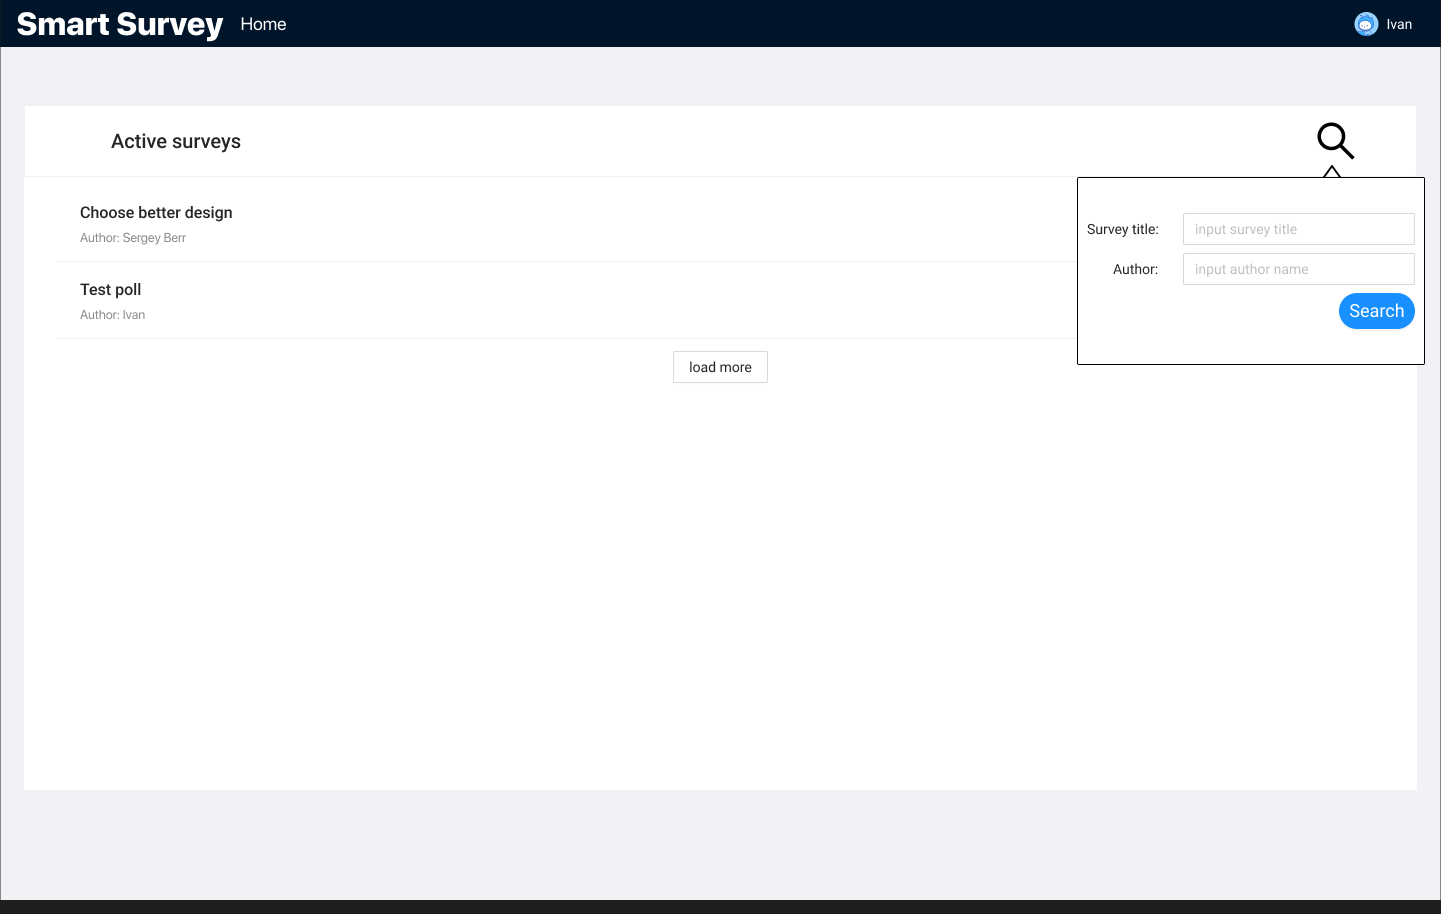 Smart Survey Home Ivan
Active surveys
Choose better design
Author: Sergey Berr
Test poll
Author: Ivan
load more
Survey title: input survey title
Author: input author name
Search